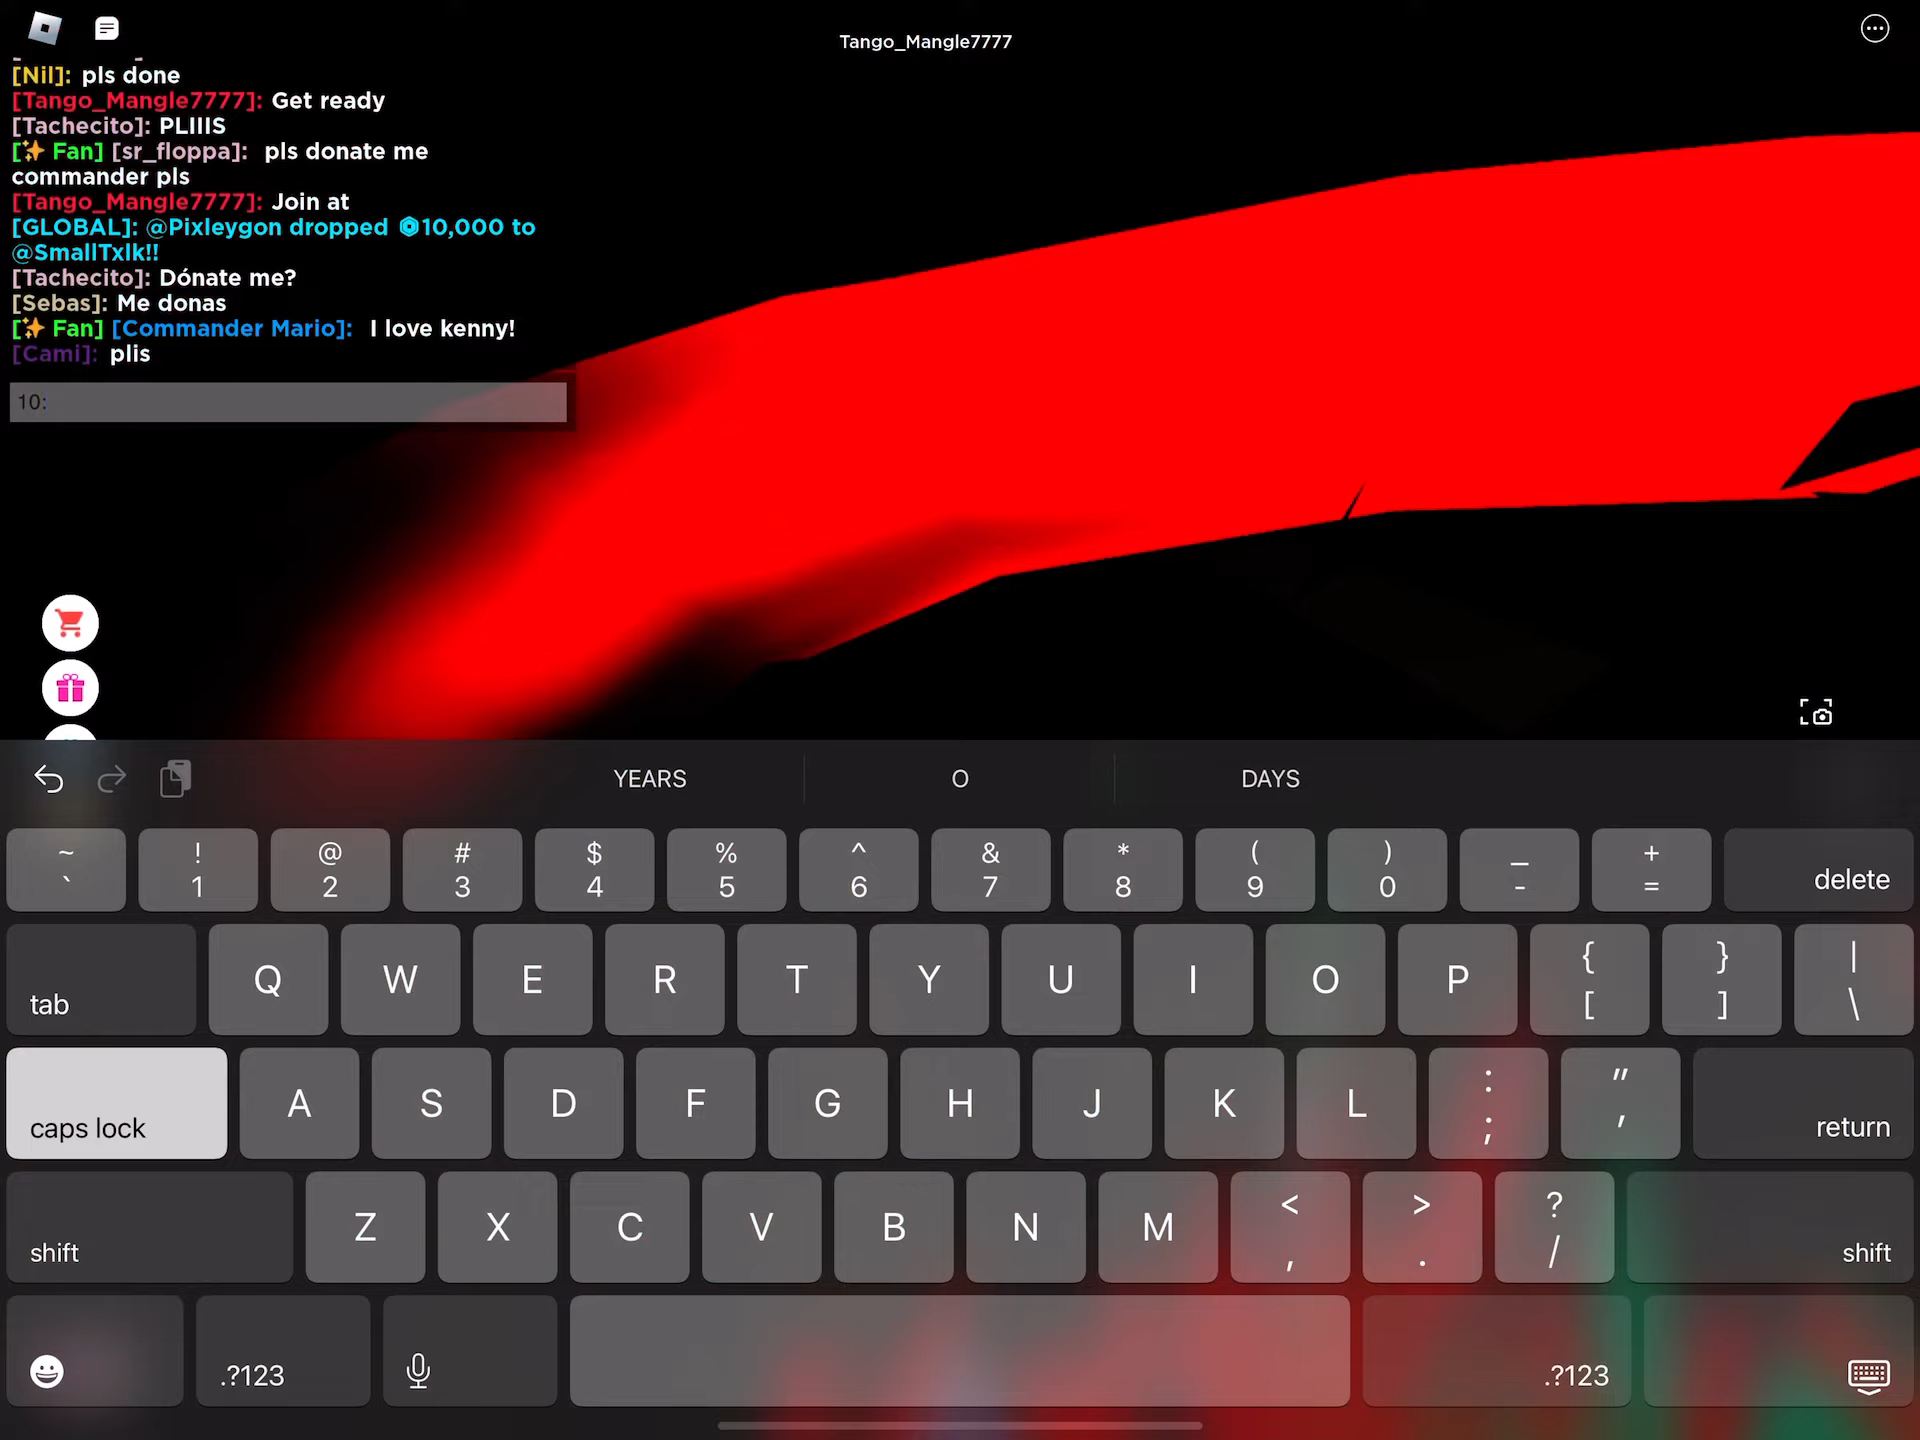 Tango_Mangle7777
[Nil]: pls done
[Tango_Mangle7777]: Get ready
[Tachecito]: PLIIIS
[✨ Fan] [sr_floppa]: pls donate me
commander pls
[Tango_Mangle7777]: Join at
[GLOBAL]: @Pixleygon dropped 10,000 to
@SmallTxlk!!
[Tachecito]: Dónate me?
[Sebas]: Me donas
[✨ Fan] [Commander Mario]: I love kenny!
[Cami]: plis
10:
YEARS O DAYS
~ ! @ # $ % ^ & * ( ) _ +
` 1 2 3 4 5 6 7 8 9 0 - = delete
tab Q W E R T Y U I O P { [ } ] | \
caps lock A S D F G H J K L : ; " ' return
shift Z X C V B N M < , > . ? / shift
.?123 .?123